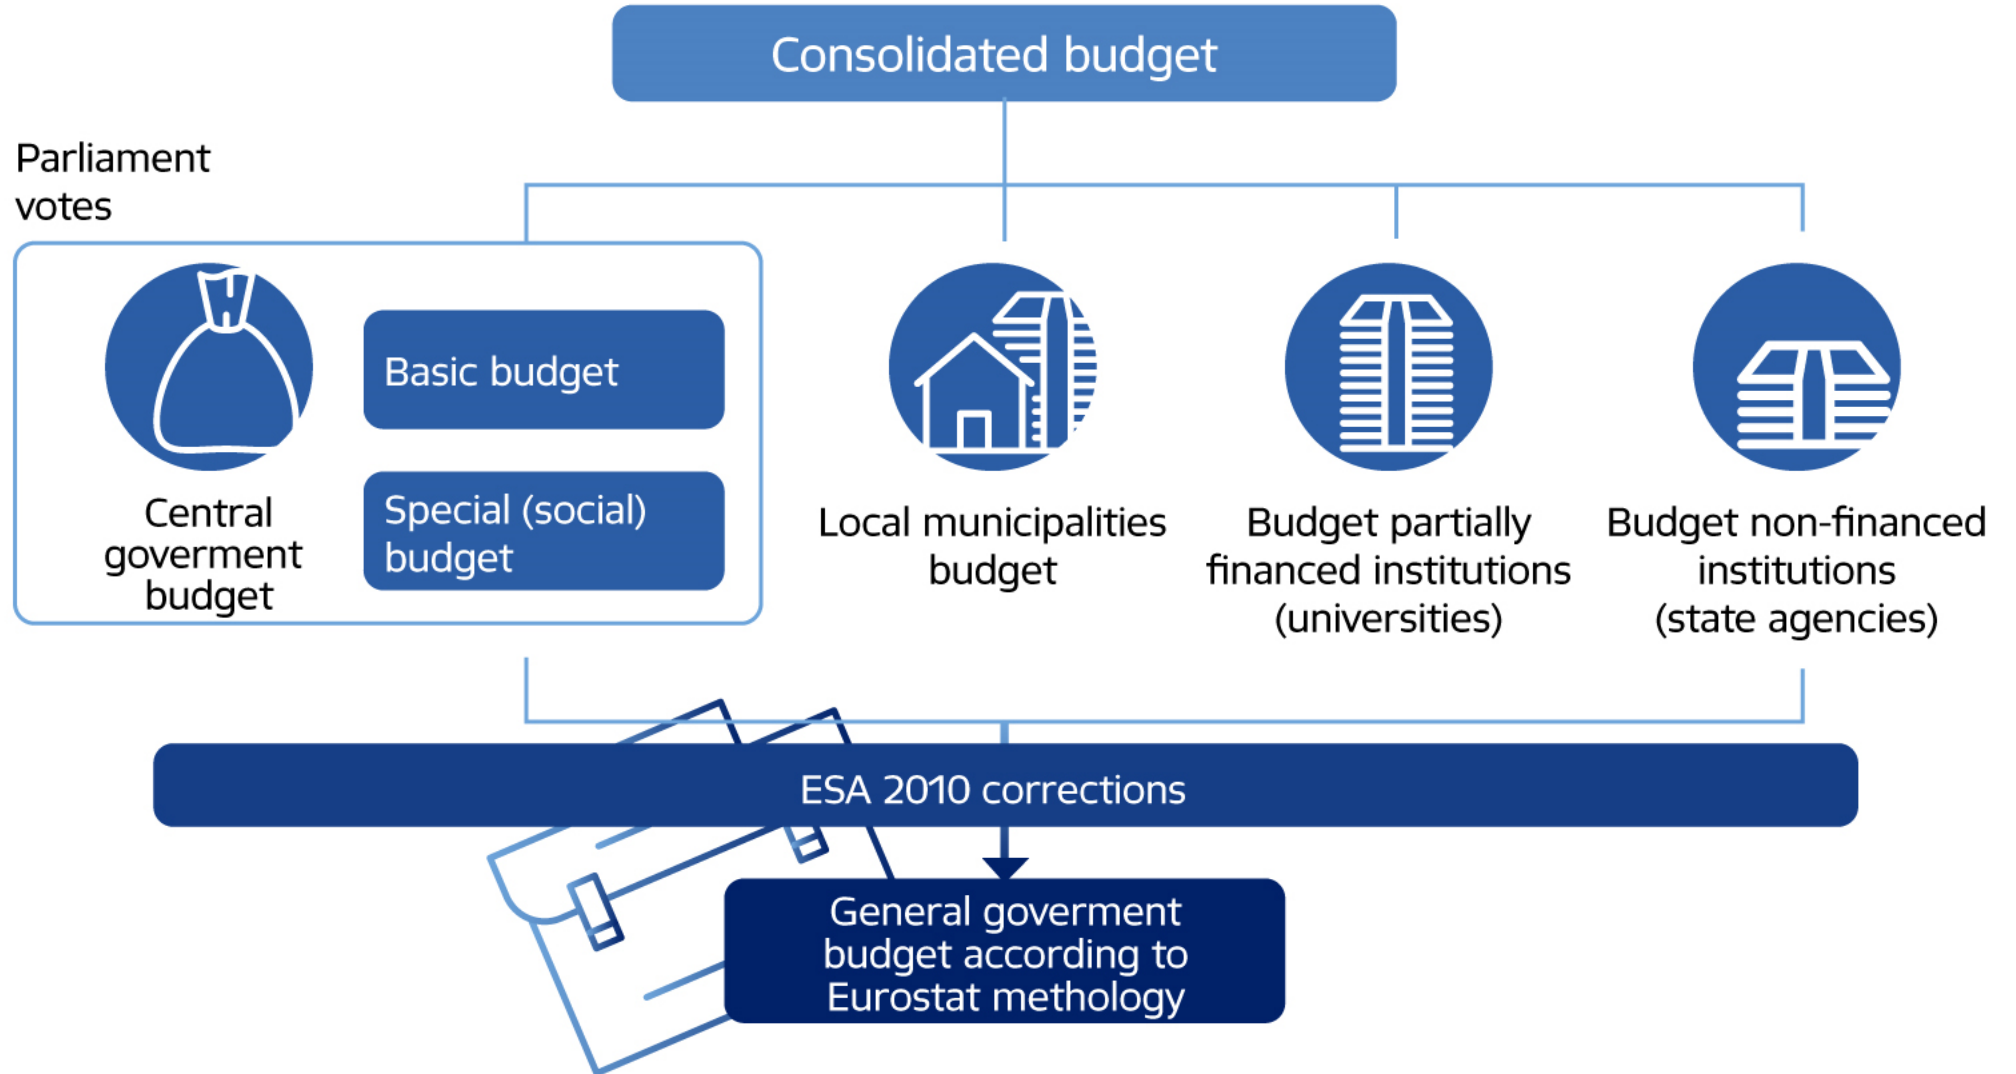 Consolidated budget
Parliament
votes
Central
goverment
budget
Basic budget
Special (social)
budget
Local municipalities
budget
Budget partially
financed institutions
(universities)
Budget non-financed
institutions
(state agencies)
ESA 2010 corrections
General goverment
budget according to
Eurostat methology